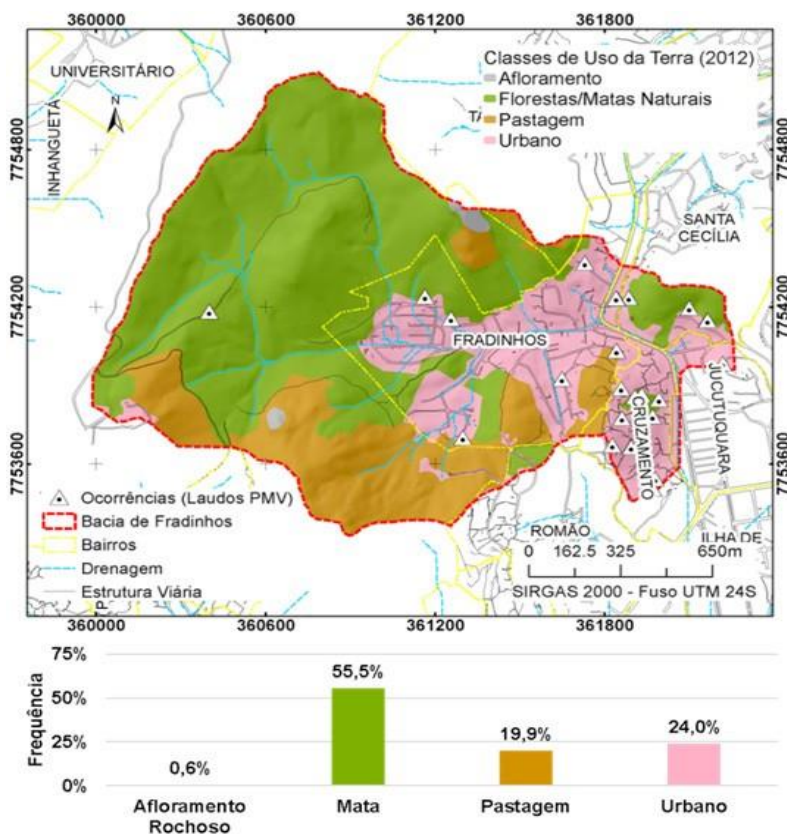 360000 360600 361200 361800
UNIVERSITÁRIO
INHANGUETÁ
N
Classes de Uso da Terra (2012)
Afloramento
Florestas/Matas Naturais
Pastagem
Urbano
7754800 7754800
SANTA
CECÍLIA
7754200 7754200
FRADINHOS
JUCUTUQUARA
CRUZAMENTO
7753600 7753600
Ocorrências (Laudos PMV)
Bacia de Fradinhos
Bairros
Drenagem
Estrutura Viária
ROMÃO
ILHA DE
0 162.5 325 650m
SIRGAS 2000 - Fuso UTM 24S
360000 360600 361200 361800
Frequência
75%
50%
25%
0%
0,6%
55,5%
19,9%
24,0%
Afloramento
Rochoso
Mata
Pastagem
Urbano